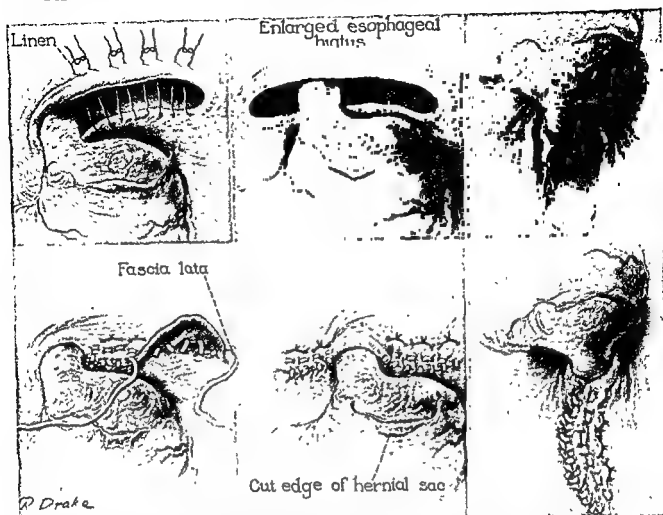 Linen
Enlarged esophageal
hiatus
Fascia lata
Cut edge of hernial sac
R Drake